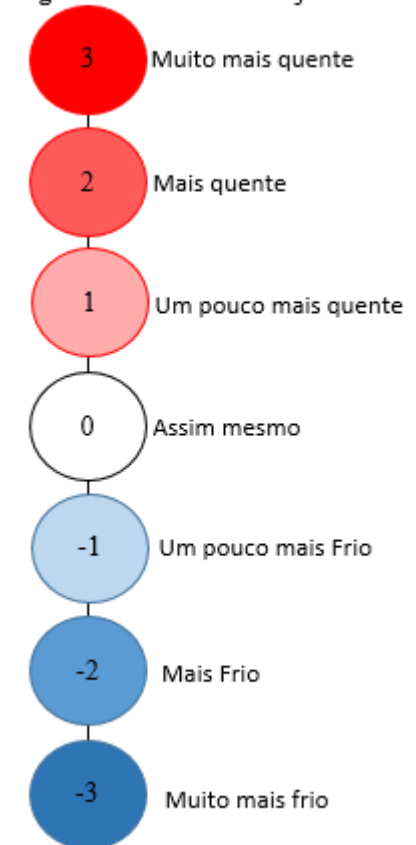 3 Muito mais quente
2 Mais quente
1 Um pouco mais quente
0 Assim mesmo
-1 Um pouco mais Frio
-2 Mais Frio
-3 Muito mais frio